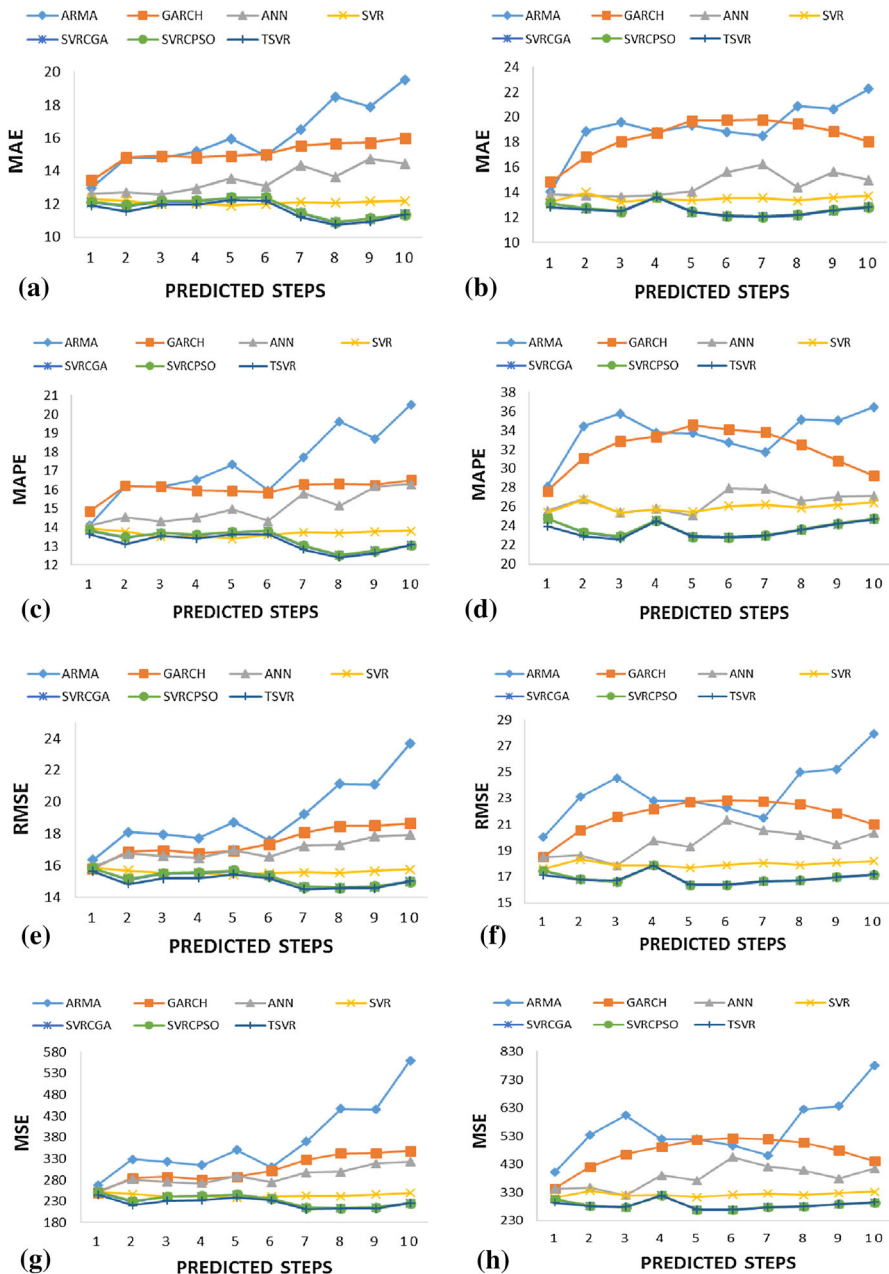 ARMA GARCH ANN SVR
SVRCGA SVRCPSO TSVR
20
18
16
14
12
10
MAE
1 2 3 4 5 6 7 8 9 10
(a) PREDICTED STEPS
ARMA GARCH ANN SVR
SVRCGA SVRCPSO TSVR
24
22
20
18
16
14
12
10
MAE
1 2 3 4 5 6 7 8 9 10
(b) PREDICTED STEPS
ARMA GARCH ANN SVR
SVRCGA SVRCPSO TSVR
21
20
19
18
17
16
15
14
13
12
MAPE
1 2 3 4 5 6 7 8 9 10
(c) PREDICTED STEPS
ARMA GARCH ANN SVR
SVRCGA SVRCPSO TSVR
38
36
34
32
30
28
26
24
22
20
MAPE
1 2 3 4 5 6 7 8 9 10
(d) PREDICTED STEPS
ARMA GARCH ANN SVR
SVRCGA SVRCPSO TSVR
24
22
20
18
16
14
RMSE
1 2 3 4 5 6 7 8 9 10
(e) PREDICTED STEPS
ARMA GARCH ANN SVR
SVRCGA SVRCPSO TSVR
29
27
25
23
21
19
17
15
RMSE
1 2 3 4 5 6 7 8 9 10
(f) PREDICTED STEPS
ARMA GARCH ANN SVR
SVRCGA SVRCPSO TSVR
580
530
480
430
380
330
280
230
180
MSE
1 2 3 4 5 6 7 8 9 10
(g) PREDICTED STEPS
ARMA GARCH ANN SVR
SVRCGA SVRCPSO TSVR
830
730
630
530
430
330
230
MSE
1 2 3 4 5 6 7 8 9 10
(h) PREDICTED STEPS